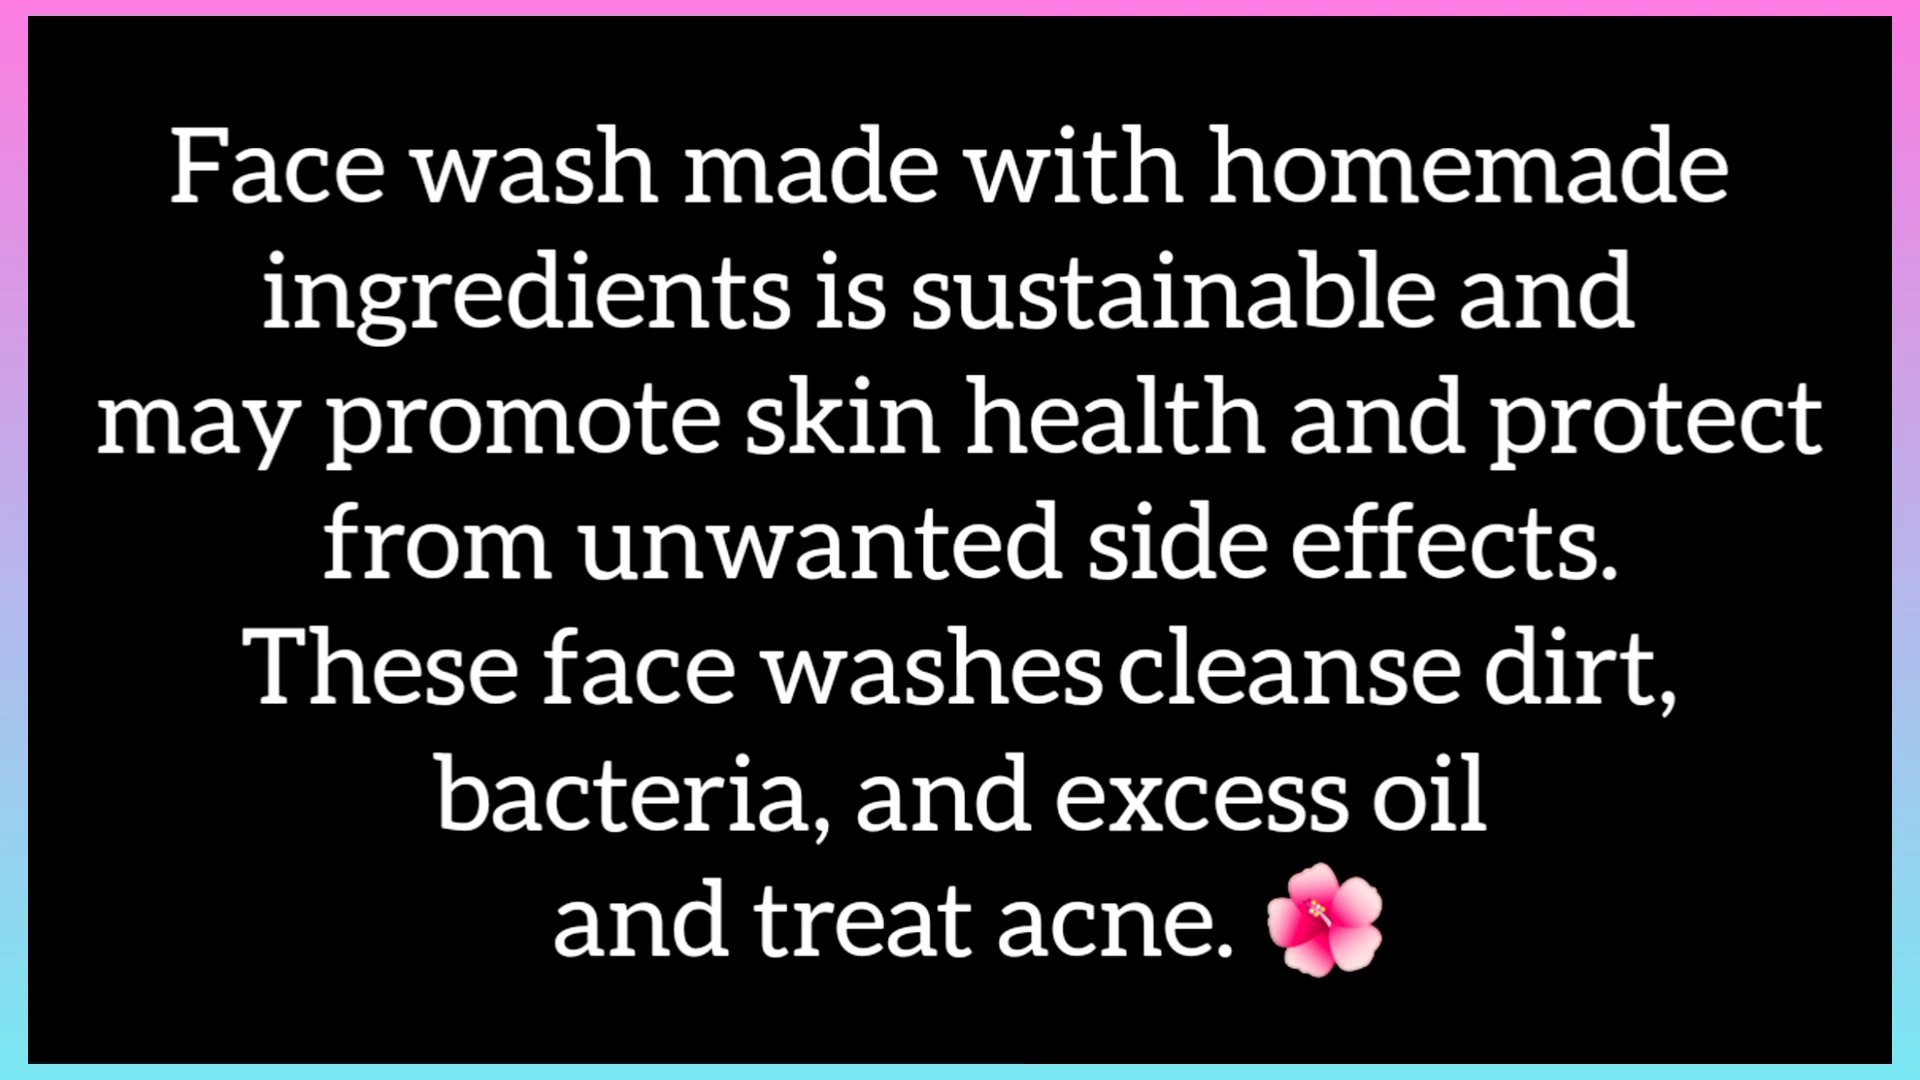 Face wash made with homemade
ingredients is sustainable and
may promote skin health and protect
from unwanted side effects.
These face washes cleanse dirt,
bacteria, and excess oil
and treat acne. 🌺